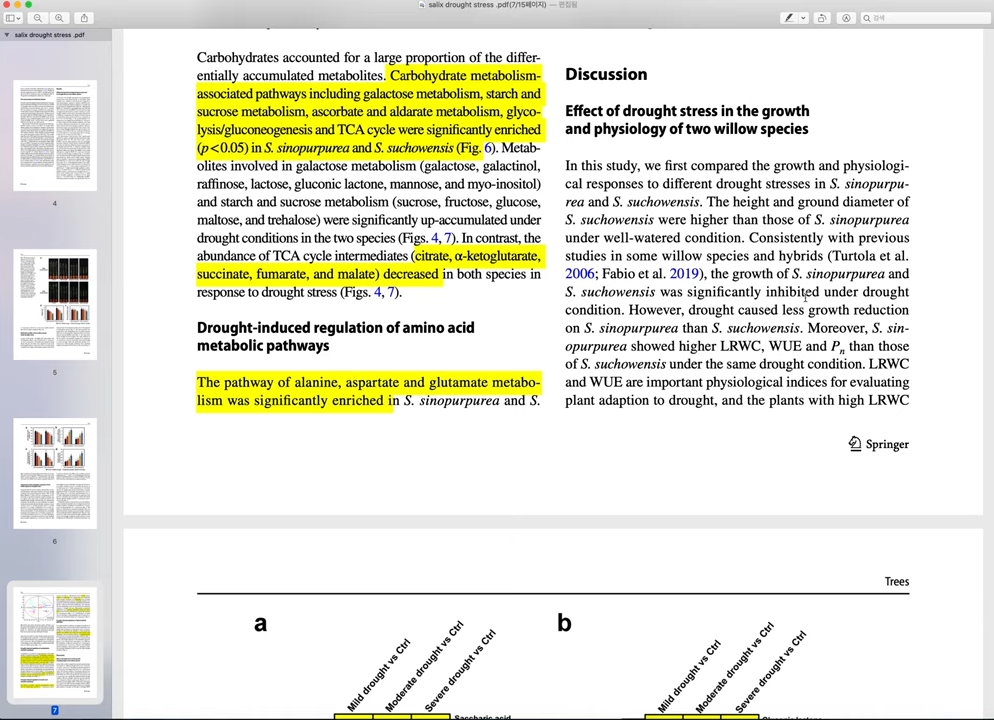 salix drought stress .pdf(7/15페이지) — 편집됨
검색
salix drought stress .pdf
4
5
6
7
Carbohydrates accounted for a large proportion of the differ-
entially accumulated metabolites. Carbohydrate metabolism-
associated pathways including galactose metabolism, starch and
sucrose metabolism, ascorbate and aldarate metabolism, glyco-
lysis/gluconeogenesis and TCA cycle were significantly enriched
(p < 0.05) in S. sinopurpurea and S. suchowensis (Fig. 6). Metab-
olites involved in galactose metabolism (galactose, galactinol,
raffinose, lactose, gluconic lactone, mannose, and myo-inositol)
and starch and sucrose metabolism (sucrose, fructose, glucose,
maltose, and trehalose) were significantly up-accumulated under
drought conditions in the two species (Figs. 4, 7). In contrast, the
abundance of TCA cycle intermediates (citrate, α-ketoglutarate,
succinate, fumarate, and malate) decreased in both species in
response to drought stress (Figs. 4, 7).
Drought-induced regulation of amino acid
metabolic pathways
The pathway of alanine, aspartate and glutamate metabo-
lism was significantly enriched in S. sinopurpurea and S.
Discussion
Effect of drought stress in the growth
and physiology of two willow species
In this study, we first compared the growth and physiologi-
cal responses to different drought stresses in S. sinopurpu-
rea and S. suchowensis. The height and ground diameter of
S. suchowensis were higher than those of S. sinopurpurea
under well-watered condition. Consistently with previous
studies in some willow species and hybrids (Turtola et al.
2006; Fabio et al. 2019), the growth of S. sinopurpurea and
S. suchowensis was significantly inhibited under drought
condition. However, drought caused less growth reduction
on S. sinopurpurea than S. suchowensis. Moreover, S. sin-
opurpurea showed higher LRWC, WUE and Pn than those
of S. suchowensis under the same drought condition. LRWC
and WUE are important physiological indices for evaluating
plant adaption to drought, and the plants with high LRWC
Springer
Trees
a
Mild drought vs Ctrl
Moderate drought vs Ctrl
Severe drought vs Ctrl
Saccharic acid
b
Mild drought vs Ctrl
Moderate drought vs Ctrl
Severe drought vs Ctrl